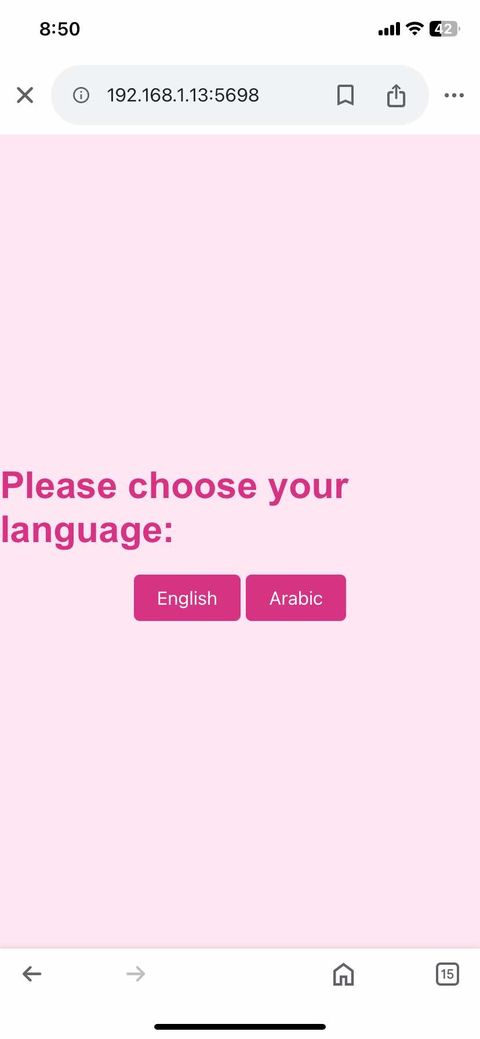 8:50
42
192.168.1.13:5698
Please choose your
language:
English Arabic
15